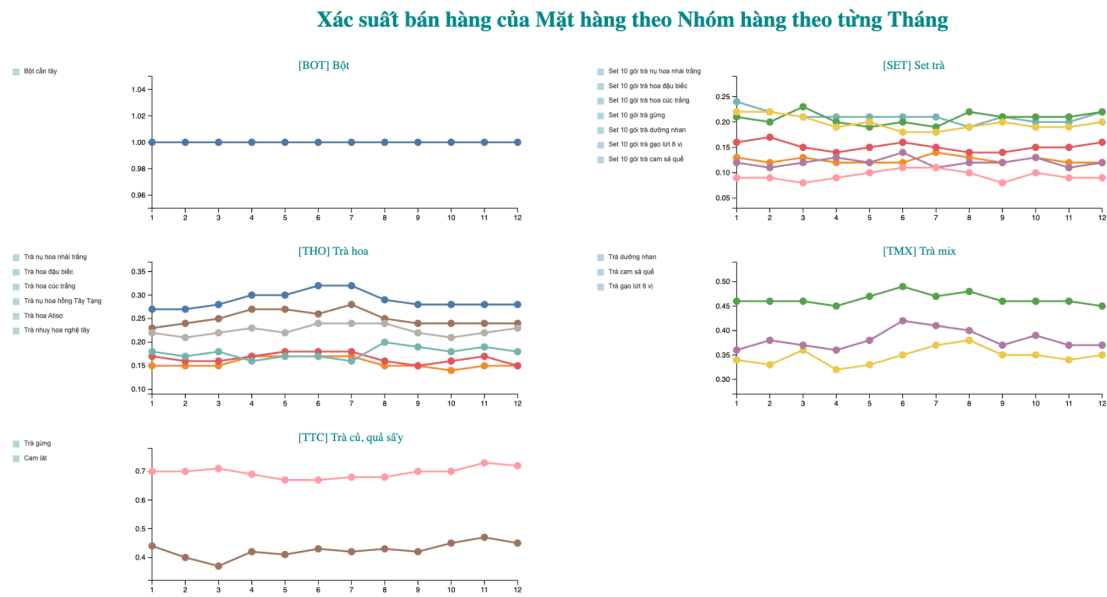 Xác suất bán hàng của Mặt hàng theo Nhóm hàng theo từng Tháng
[BOT] Bột
Bột cần tây
1.04
1.02
1.00
0.98
0.96
1 2 3 4 5 6 7 8 9 10 11 12
[SET] Set trà
Set 10 gói trà nụ hoa nhài trắng
Set 10 gói trà hoa đậu biếc
Set 10 gói trà hoa cúc trắng
Set 10 gói trà gừng
Set 10 gói trà dưỡng nhan
Set 10 gói trà gạo lứt 8 vị
Set 10 gói trà cam sả quế
0.25
0.20
0.15
0.10
0.05
1 2 3 4 5 6 7 8 9 10 11 12
[THO] Trà hoa
Trà nụ hoa nhài trắng
Trà hoa đậu biếc
Trà hoa cúc trắng
Trà nụ hoa hồng Tây Tạng
Trà hoa Atiso
Trà nhụy hoa nghệ tây
0.35
0.30
0.25
0.20
0.15
0.10
1 2 3 4 5 6 7 8 9 10 11 12
[TMX] Trà mix
Trà dưỡng nhan
Trà cam sả quế
Trà gạo lứt 8 vị
0.50
0.45
0.40
0.35
0.30
1 2 3 4 5 6 7 8 9 10 11 12
[TTC] Trà củ, quả sấy
Trà gừng
Cam lát
0.7
0.6
0.5
0.4
1 2 3 4 5 6 7 8 9 10 11 12